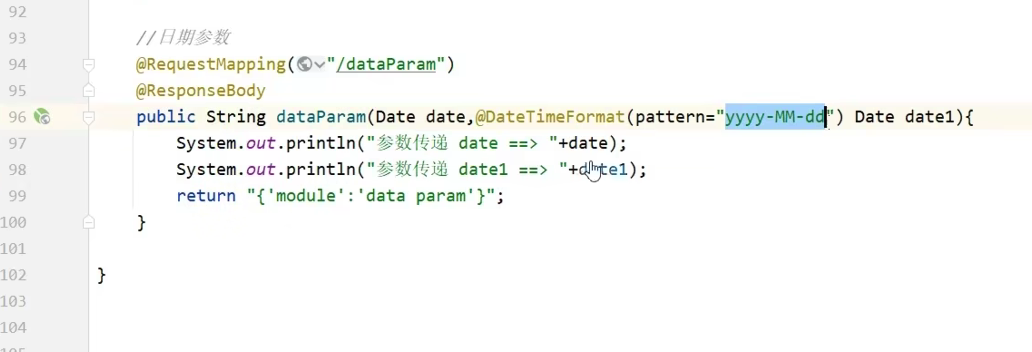 92
93 //日期参数
94 @RequestMapping("/dataParam")
95 @ResponseBody
96 public String dataParam(Date date,@DateTimeFormat(pattern="yyyy-MM-dd") Date date1){
97 System.out.println("参数传递 date ==> "+date);
98 System.out.println("参数传递 date1 ==> "+date1);
99 return "{'module':'data param'}";
100 }
101
102 }
103
104